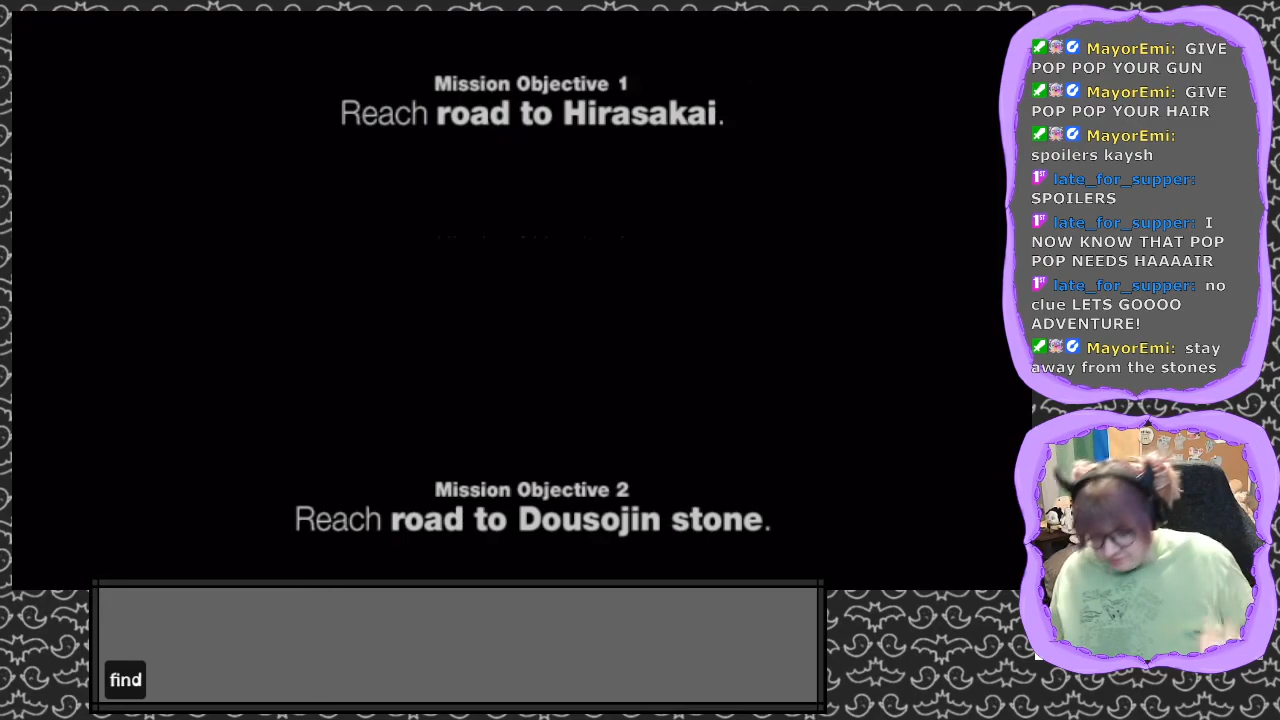 Mission Objective 1
Reach road to Hirasakai.
Mission Objective 2
Reach road to Dousojin stone.
find
MayorEmi: GIVE
POP POP YOUR GUN
MayorEmi: GIVE
POP POP YOUR HAIR
MayorEmi:
spoilers kaysh
late_for_supper:
SPOILERS
late_for_supper: I
NOW KNOW THAT POP
POP NEEDS HAAAAIR
late_for_supper: no
clue LETS GOOOO
ADVENTURE!
MayorEmi: stay
away from the stones